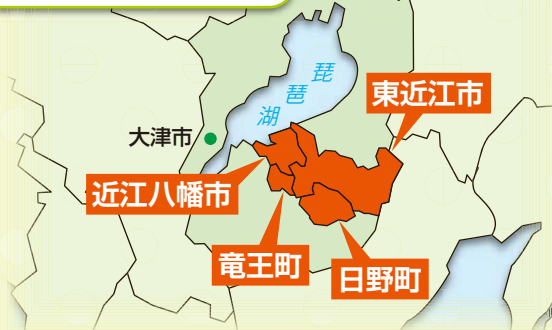 琵琶湖
東近江市
大津市
近江八幡市
竜王町
日野町